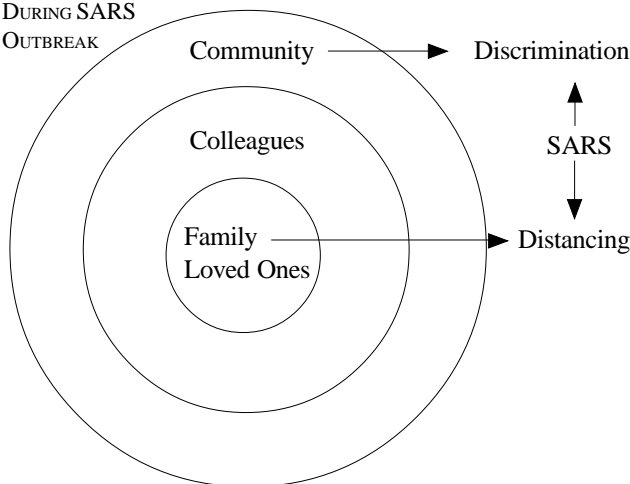 DURING SARS
OUTBREAK
Community
Discrimination
Colleagues
SARS
Family
Loved Ones
Distancing